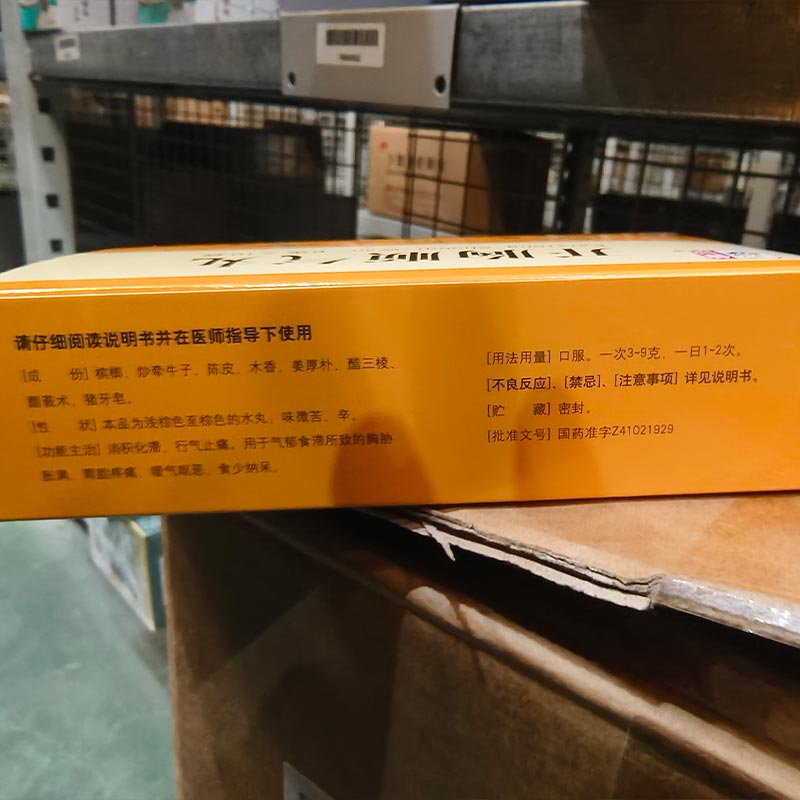 开胸顺气丸
请仔细阅读说明书并在医师指导下使用
[成 份] 槟榔、炒牵牛子、陈皮、木香、姜厚朴、醋三棱、
醋莪术、猪牙皂。
[性 状] 本品为浅棕色至棕色的水丸,味微苦、辛。
[功能主治] 消积化滞,行气止痛。用于气郁食滞所致的胸胁
胀满、胃脘疼痛、嗳气呕恶、食少纳呆。
[用法用量] 口服。一次3~9克,一日1~2次。
[不良反应]、[禁忌]、[注意事项] 详见说明书。
[贮 藏] 密封。
[批准文号] 国药准字Z41021929